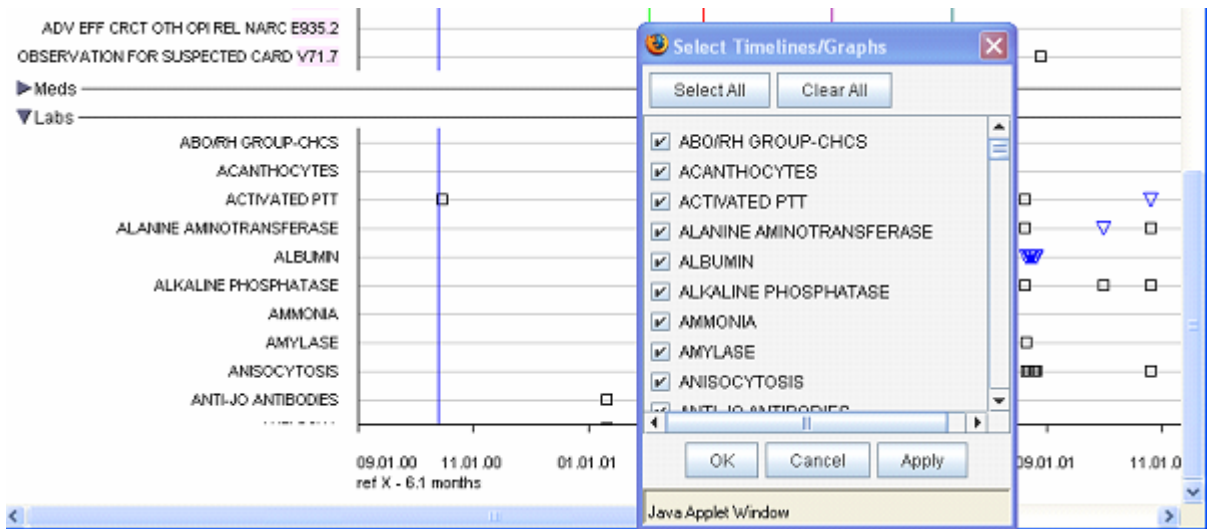 ADV EFF CRCT OTH OPI REL NARC E935.2
OBSERVATION FOR SUSPECTED CARD V71.7
Meds
Labs
ABO/RH GROUP-CHCS
ACANTHOCYTES
ACTIVATED PTT
ALANINE AMINOTRANSFERASE
ALBUMIN
ALKALINE PHOSPHATASE
AMMONIA
AMYLASE
ANISOCYTOSIS
ANTI-JO ANTIBODIES
09.01.00 11.01.00 01.01.01 09.01.01 11.01.0
ref X - 6.1 months
Select Timelines/Graphs
Select All Clear All
ABO/RH GROUP-CHCS
ACANTHOCYTES
ACTIVATED PTT
ALANINE AMINOTRANSFERASE
ALBUMIN
ALKALINE PHOSPHATASE
AMMONIA
AMYLASE
ANISOCYTOSIS
ANTI-JO ANTIBODIES
OK Cancel Apply
Java Applet Window